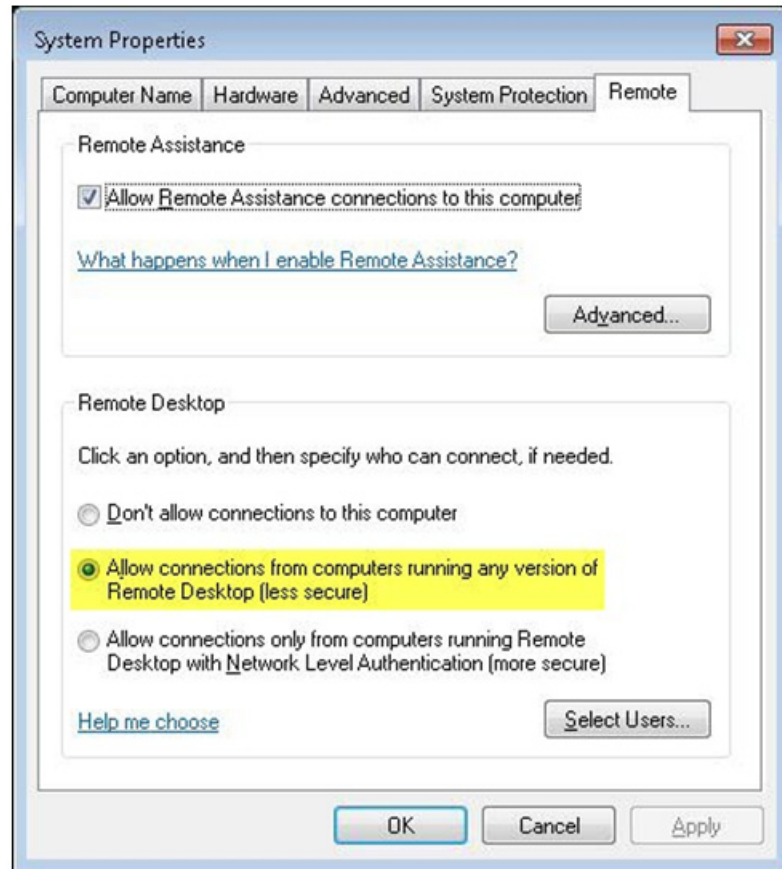 System Properties
Computer Name
Hardware
Advanced
System Protection
Remote
Remote Assistance
Allow Remote Assistance connections to this computer
What happens when I enable Remote Assistance?
Advanced...
Remote Desktop
Click an option, and then specify who can connect, if needed.
Don't allow connections to this computer
Allow connections from computers running any version of
Remote Desktop (less secure)
Allow connections only from computers running Remote
Desktop with Network Level Authentication (more secure)
Help me choose
Select Users...
OK
Cancel
Apply